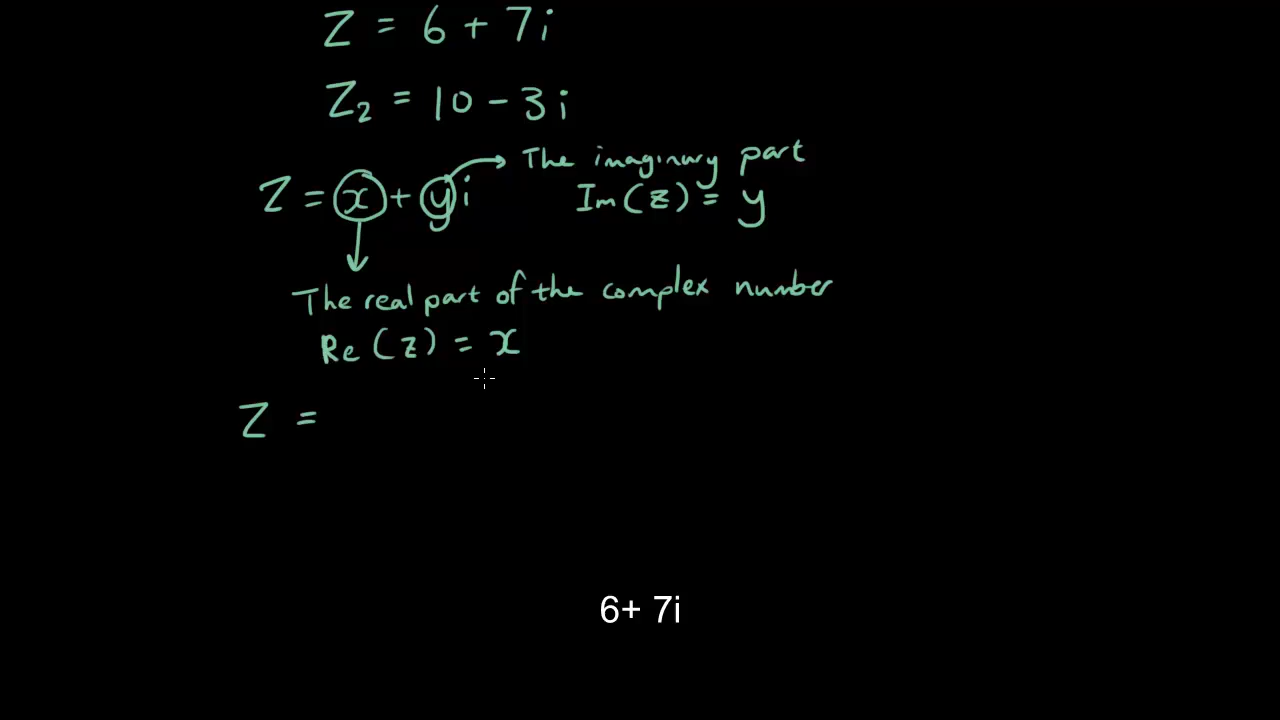 Z = 6 + 7i
Z₂ = 10 - 3i
The imaginary part
Z = x + yi Im(z) = y
The real part of the complex number
Re(z) = x
Z =
6+ 7i